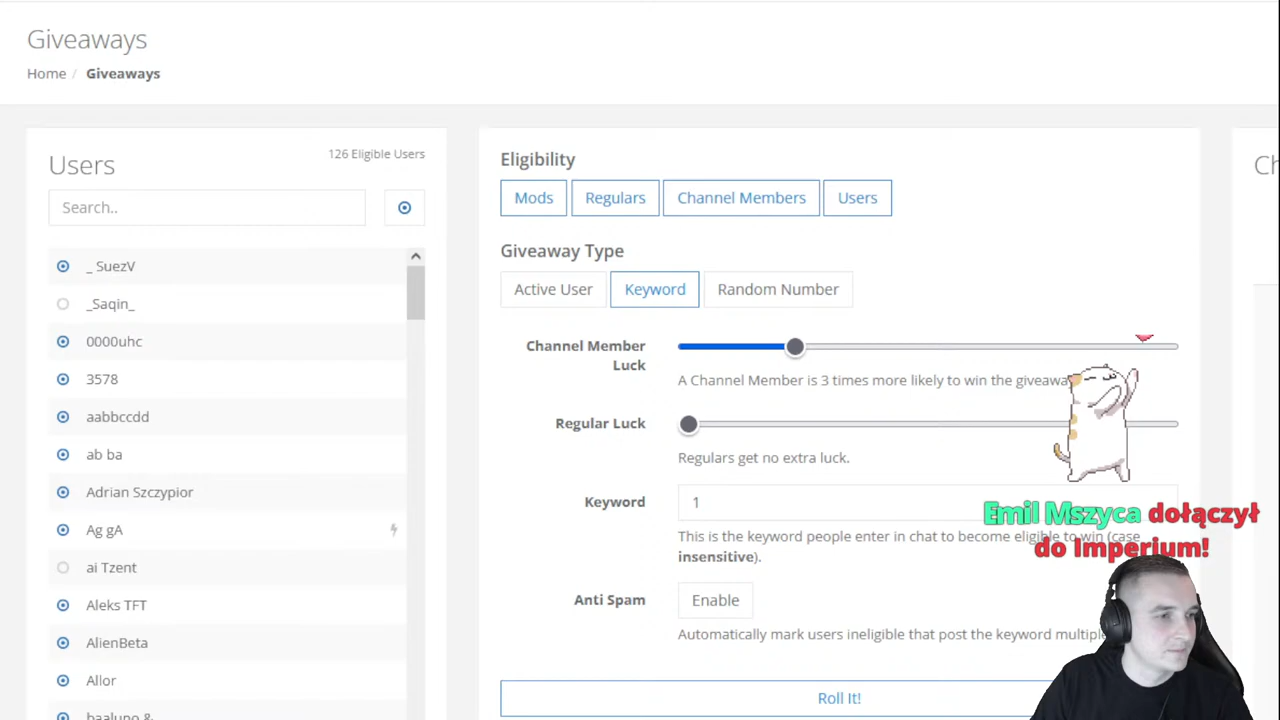 Giveaways
Home / Giveaways
Users
126 Eligible Users
Search..
_ SuezV
_Saqin_
0000uhc
3578
aabbccdd
ab ba
Adrian Szczypior
Ag gA
ai Tzent
Aleks TFT
AlienBeta
Allor
Eligibility
Mods Regulars Channel Members Users
Giveaway Type
Active User Keyword Random Number
Channel Member
Luck
A Channel Member is 3 times more likely to win the giveaway
Regular Luck
Regulars get no extra luck.
Keyword
1
This is the keyword people enter in chat to become eligible to win (case
insensitive).
Anti Spam
Enable
Automatically mark users ineligible that post the keyword multiple
Roll It!
Ch
Emil Mszyca dołączył
do Imperium!